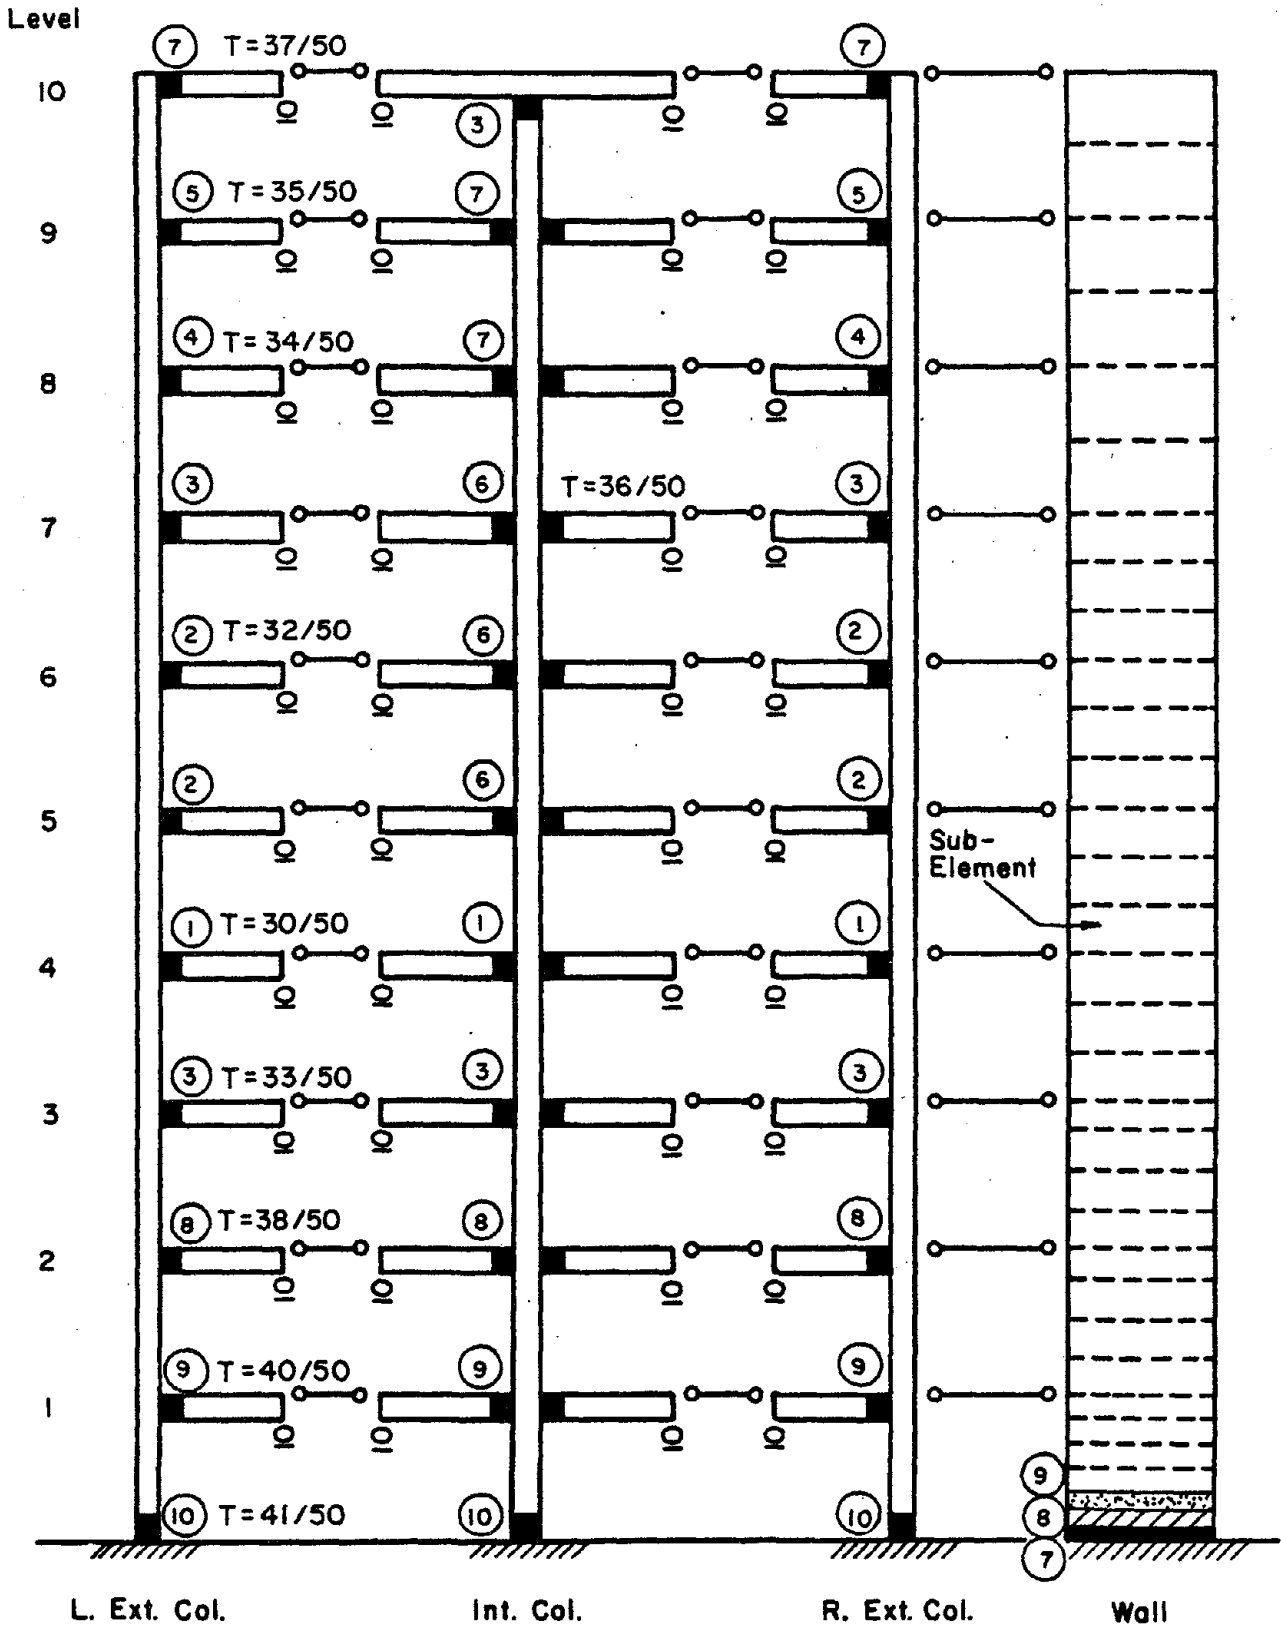 Level
⑦ T=37/50 ⑦
10
10 10 ③ 10 10
⑤ T=35/50 ⑦ ⑤
9
10 10 10 10
④ T=34/50 ⑦ ④
8
10 10 10 10
③ ⑥ T=36/50 ③
7
10 10 10 10
② T=32/50 ⑥ ②
6
10 10 10 10
② ⑥ ②
5
10 10 10 10
Sub-
Element
① T=30/50 ① ①
4
10 10 10 10
③ T=33/50 ③ ③
3
10 10 10 10
⑧ T=38/50 ⑧ ⑧
2
10 10 10 10
⑨ T=40/50 ⑨ ⑨
1
10 10 10 10
⑨
⑩ T=41/50 ⑩ ⑩ ⑧
⑦
L. Ext. Col. Int. Col. R. Ext. Col. Wall